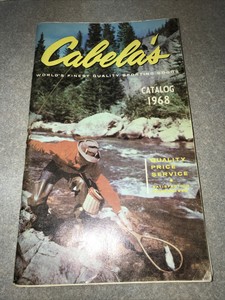 Cabela's
WORLD'S FINEST QUALITY SPORTING GOODS
CATALOG
1968
QUALITY
PRICE
SERVICE